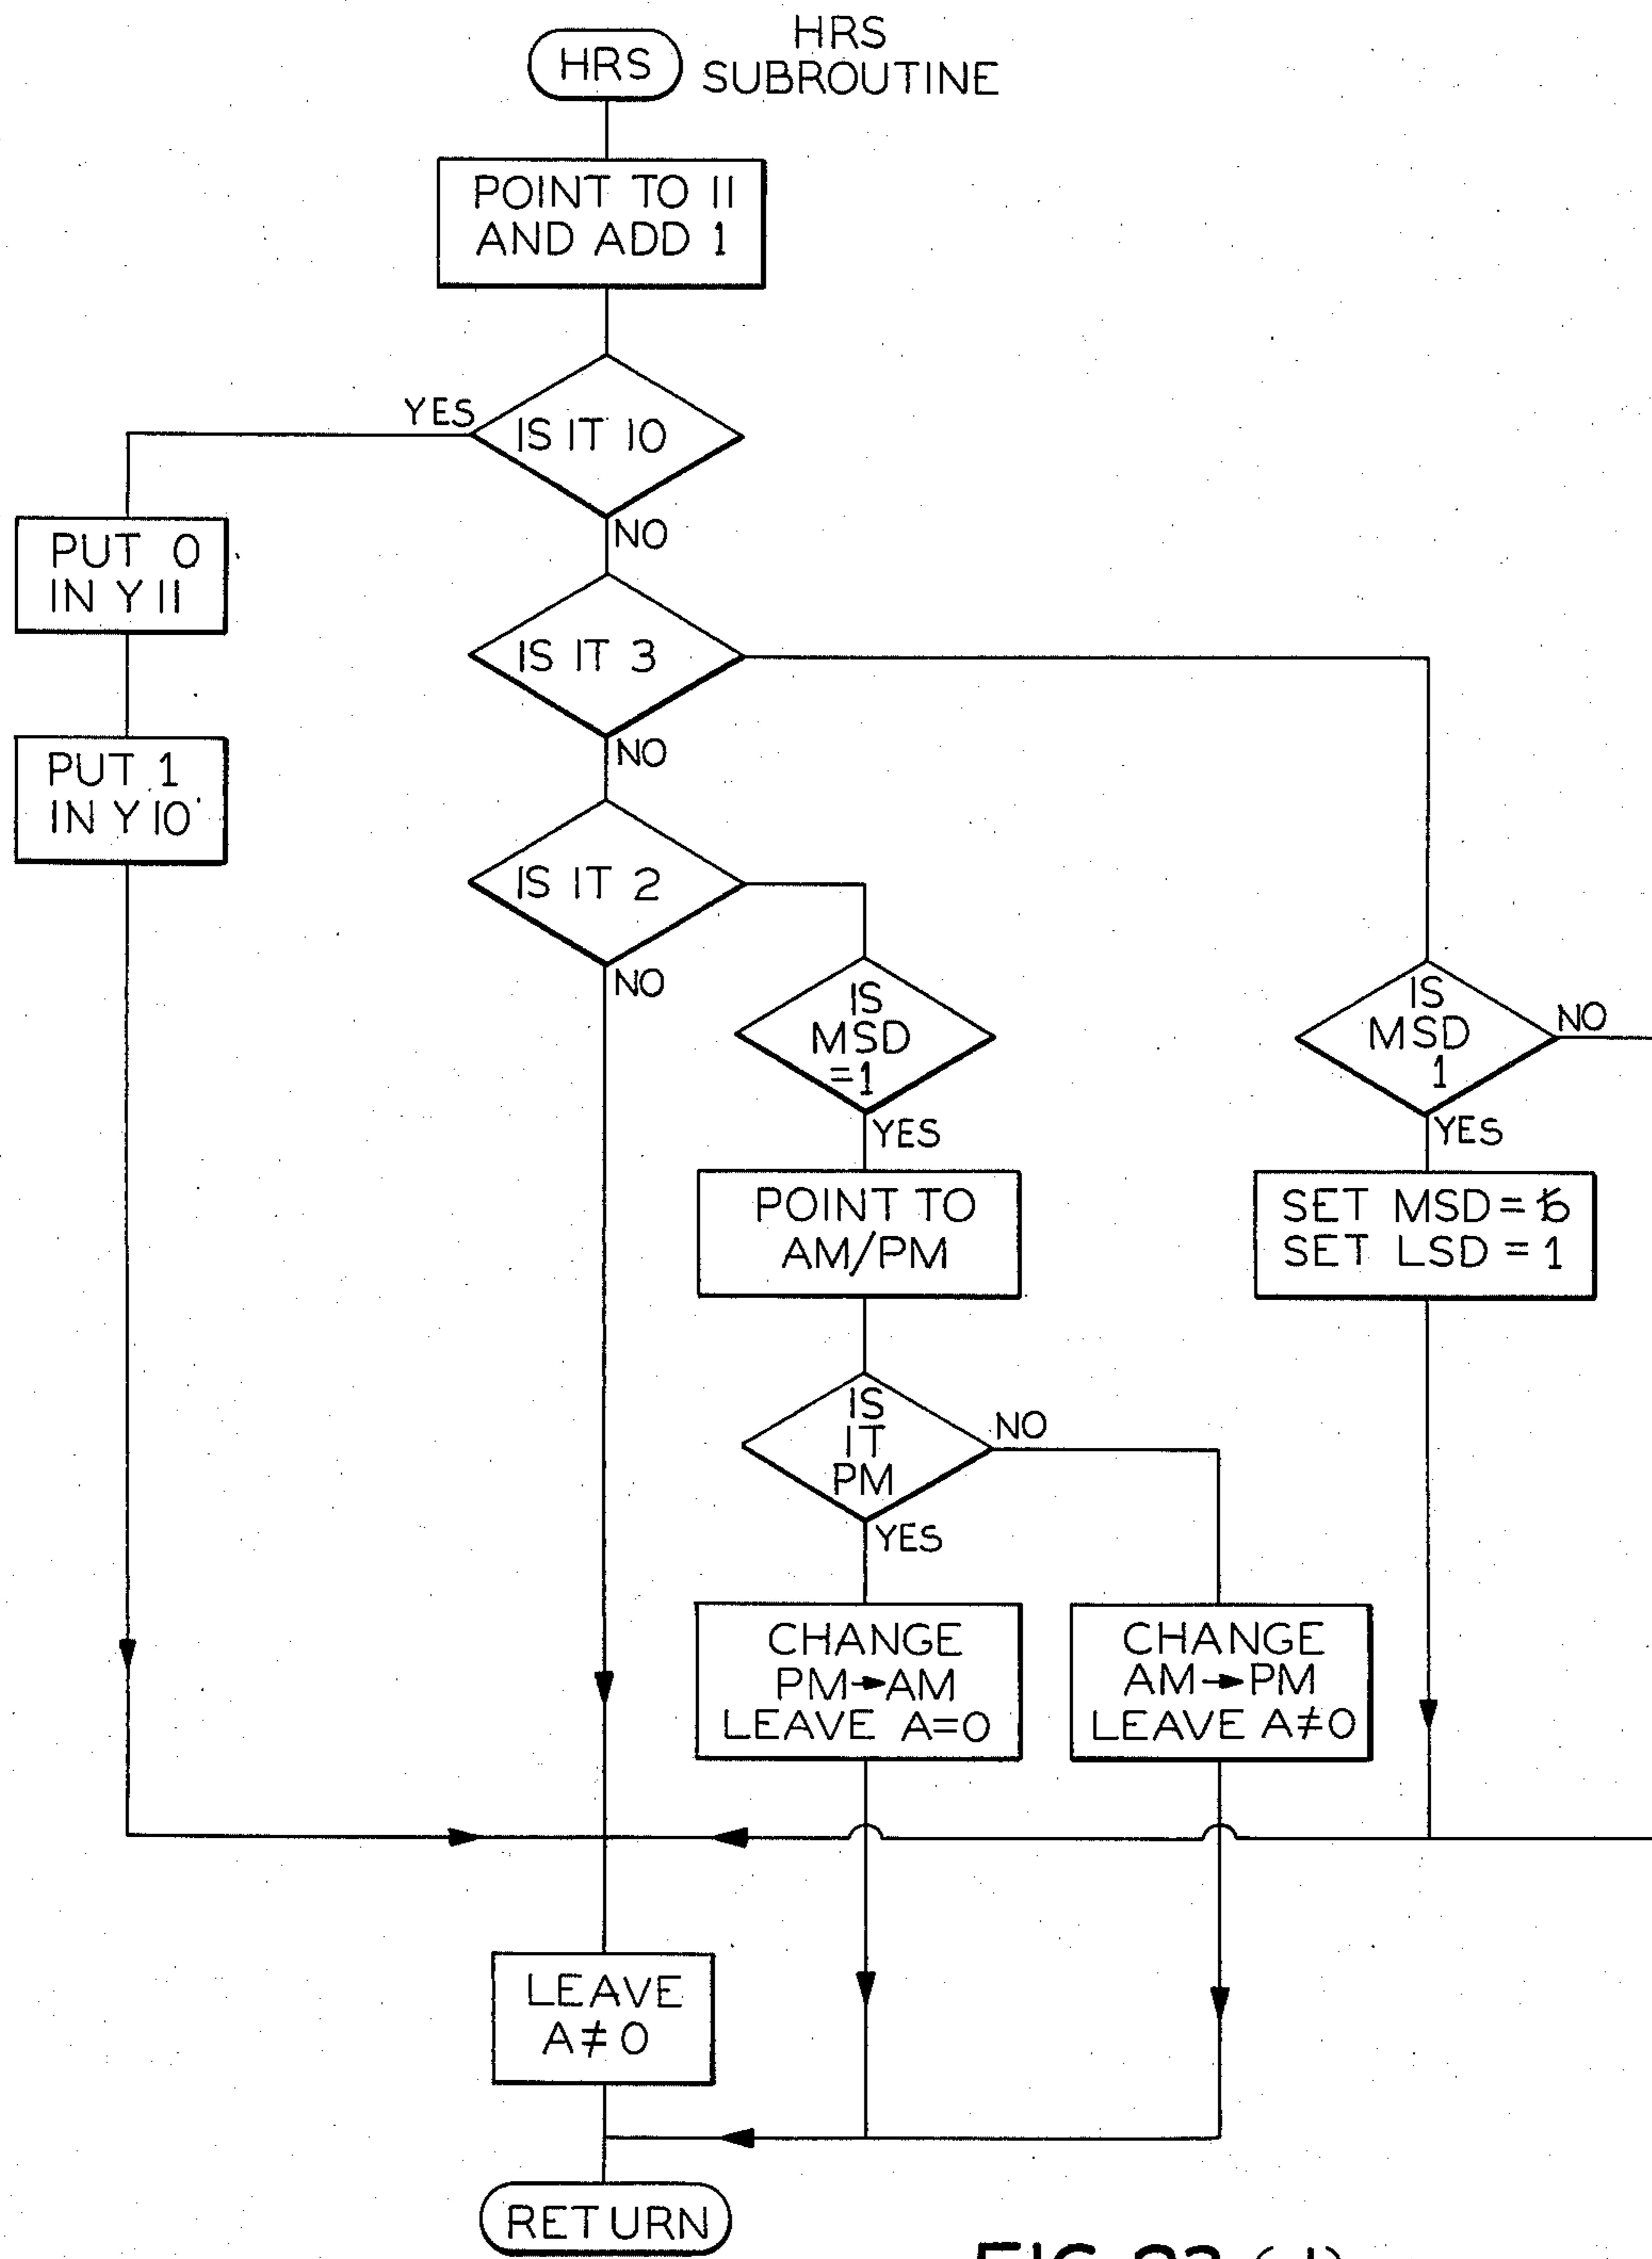 HRS
HRS
SUBROUTINE
POINT TO 11
AND ADD 1
YES
IS IT 10
NO
PUT 0
IN Y 11
IS IT 3
NO
PUT 1
IN Y 10
IS IT 2
NO
IS
MSD
=1
YES
IS
MSD
1
NO
YES
POINT TO
AM/PM
SET MSD = ␢
SET LSD = 1
IS
IT
PM
NO
YES
CHANGE
PM→AM
LEAVE A=0
CHANGE
AM→PM
LEAVE A≠0
LEAVE
A≠0
RETURN
FIG. 23 (d)